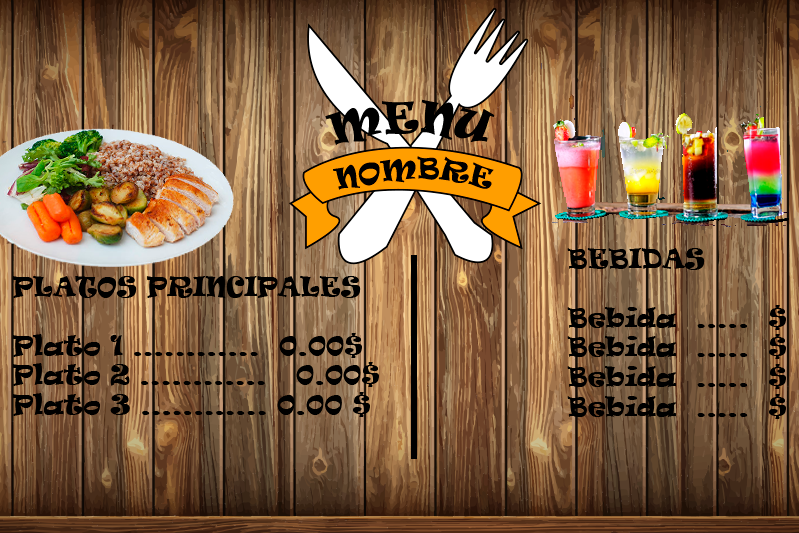 MENU
NOMBRE
PLATOS PRINCIPALES
Plato 1 ............ 0.00$
Plato 2 ............ 0.00$
Plato 3 ............ 0.00 $
BEBIDAS
Bebida ..... $
Bebida ..... $
Bebida ..... $
Bebida ..... $